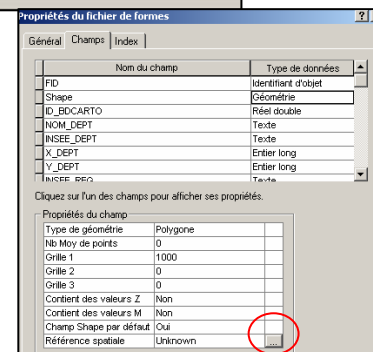 Propriétés du fichier de formes
?
Général Champs Index
Nom du champ Type de données
FID Identifiant d'objet
Shape Géométrie
ID_BDCARTO Réel double
NOM_DEPT Texte
INSEE_DEPT Texte
X_DEPT Entier long
Y_DEPT Entier long
INSEE_REG Texte
Cliquez sur l'un des champs pour afficher ses propriétés.
Propriétés du champ
Type de géométrie Polygone
Nb Moy de points 0
Grille 1 1000
Grille 2 0
Grille 3 0
Contient des valeurs Z Non
Contient des valeurs M Non
Champ Shape par défaut Oui
Référence spatiale Unknown ...